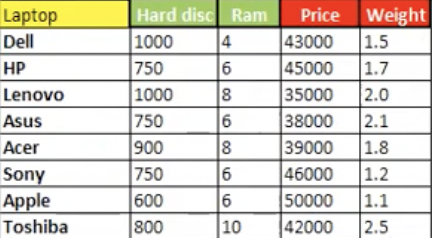 Laptop Hard disc Ram Price Weight
Dell 1000 4 43000 1.5
HP 750 6 45000 1.7
Lenovo 1000 8 35000 2.0
Asus 750 6 38000 2.1
Acer 900 8 39000 1.8
Sony 750 6 46000 1.2
Apple 600 6 50000 1.1
Toshiba 800 10 42000 2.5